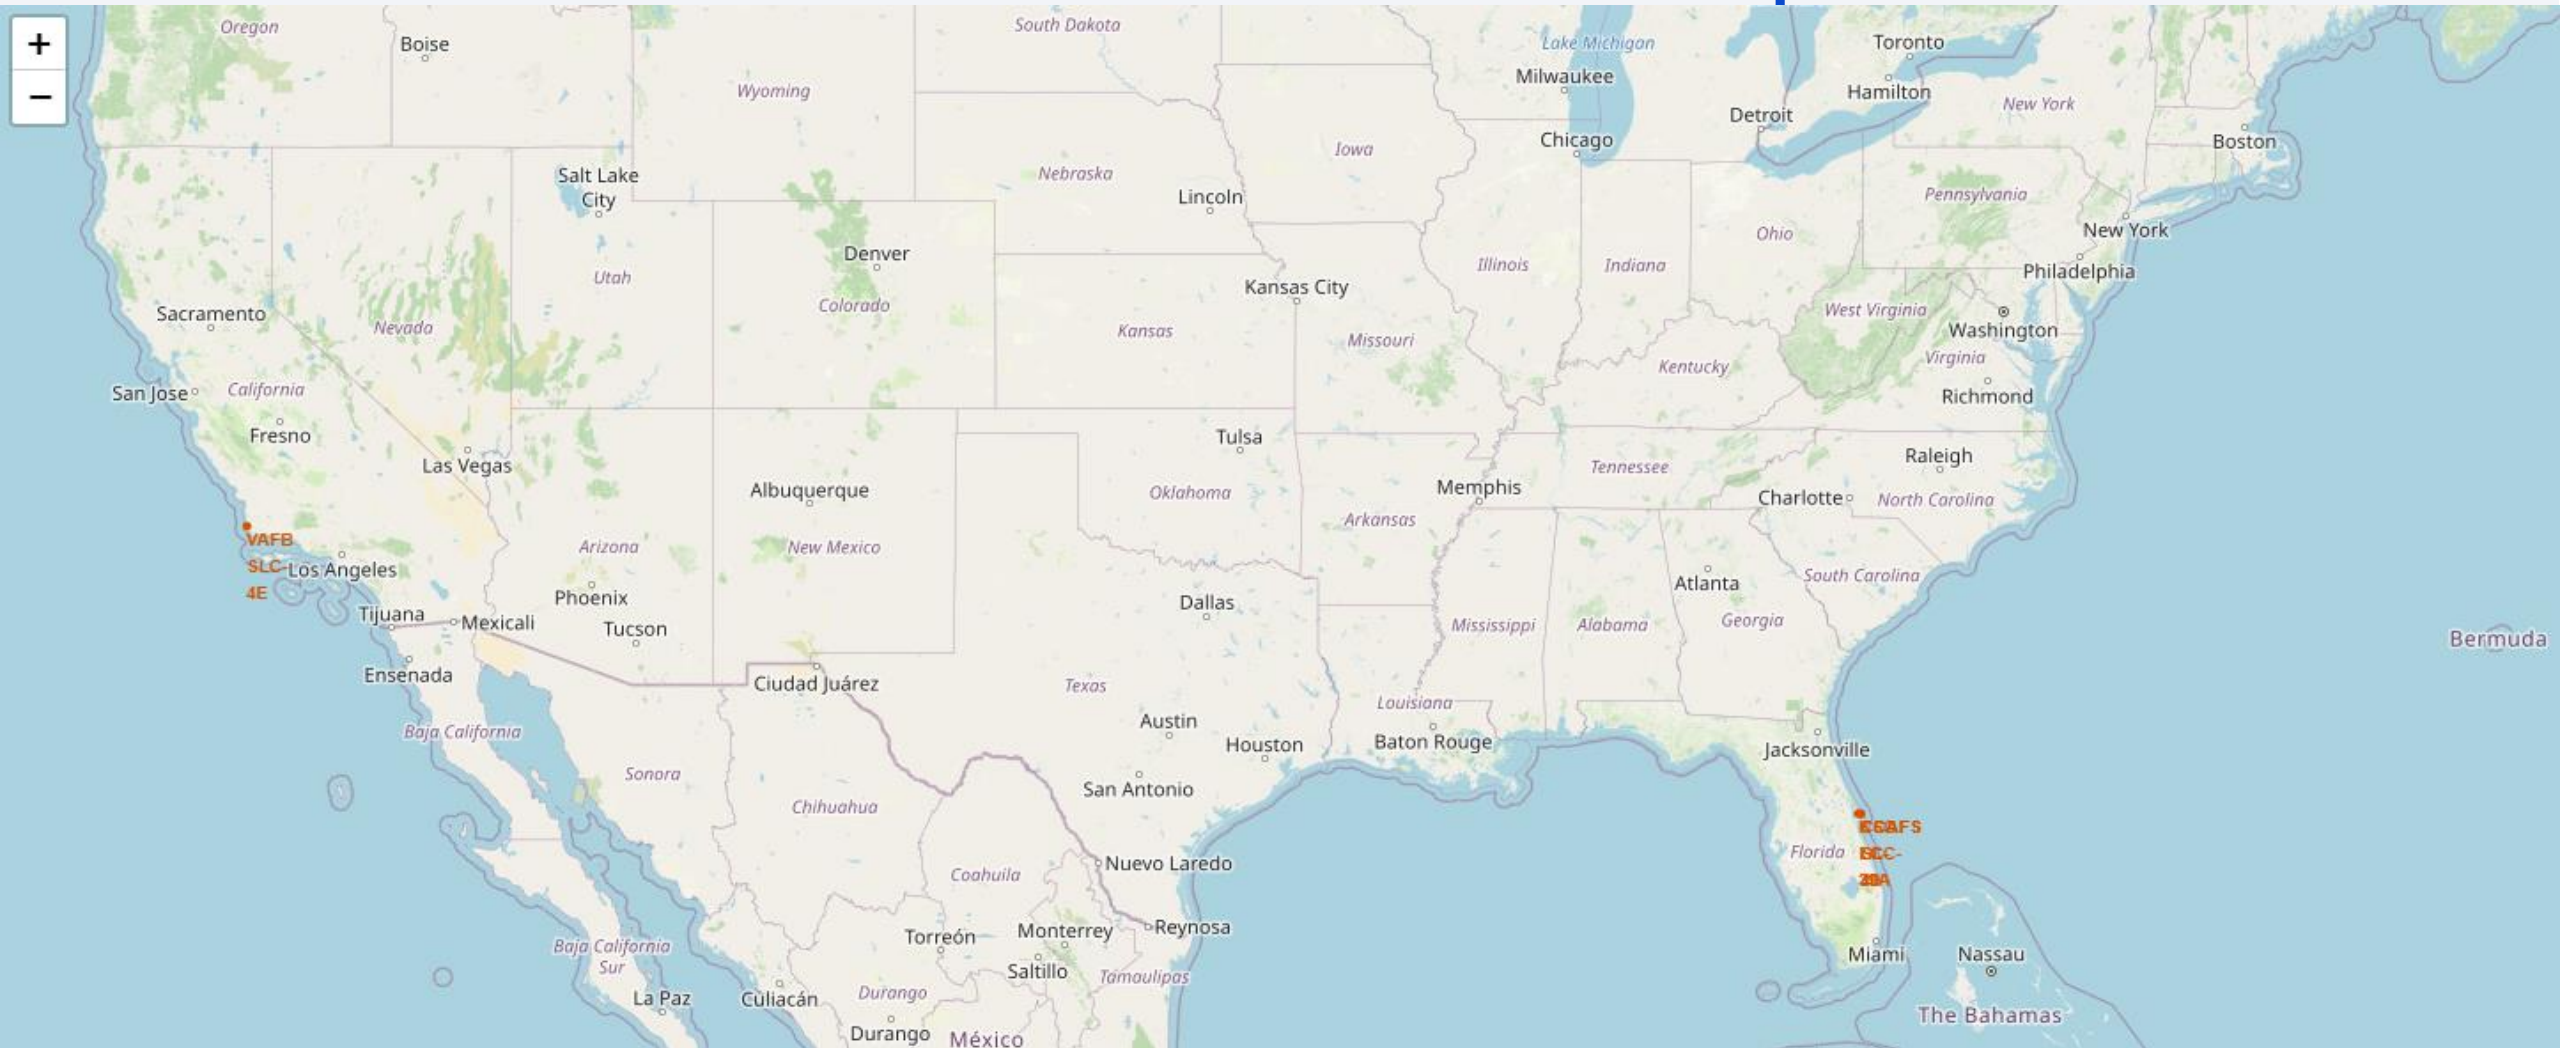 +
−
Oregon
Boise
South Dakota
Wyoming
Lake Michigan
Milwaukee
Toronto
Hamilton
Detroit
New York
Chicago
Boston
Iowa
Nebraska
Salt Lake
City
Lincoln
Pennsylvania
New York
Ohio
Denver
Utah
Illinois
Indiana
Philadelphia
Kansas City
Colorado
Sacramento
Nevada
Kansas
Missouri
West Virginia
Washington
Virginia
Kentucky
San Jose
California
Richmond
Fresno
Las Vegas
Tulsa
Raleigh
Tennessee
Albuquerque
Oklahoma
Memphis
Charlotte
North Carolina
Arkansas
VAFB
SLC-
4E
Los Angeles
Arizona
New Mexico
Phoenix
Atlanta
South Carolina
Dallas
Tijuana
Mexicali
Tucson
Mississippi
Alabama
Georgia
Bermuda
Ensenada
Ciudad Juárez
Texas
Louisiana
Baja California
Austin
Houston
Baton Rouge
Jacksonville
Sonora
San Antonio
Chihuahua
Florida
Nuevo Laredo
Coahuila
Reynosa
Torreón
Monterrey
Baja California
Sur
Saltillo
Tamaulipas
Miami
Nassau
La Paz
Culiacán
Durango
The Bahamas
Durango
México